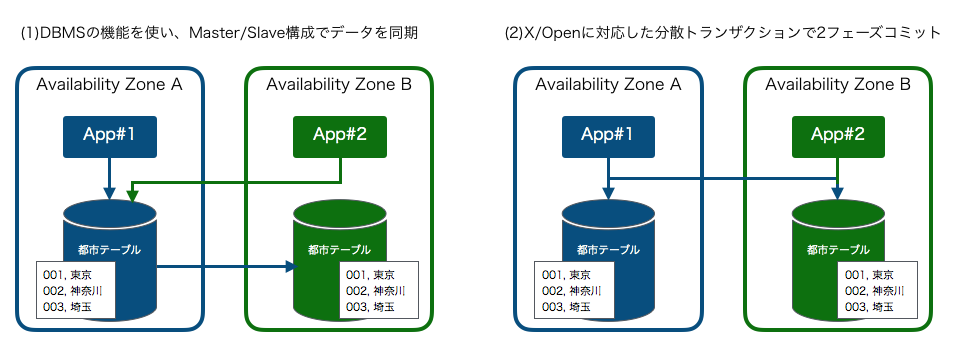 (1)DBMSの機能を使い、Master/Slave構成でデータを同期
Availability Zone A
Availability Zone B
App#1
App#2
都市テーブル
都市テーブル
001, 東京
002, 神奈川
003, 埼玉
001, 東京
002, 神奈川
003, 埼玉
(2)X/Openに対応した分散トランザクションで2フェーズコミット
Availability Zone A
Availability Zone B
App#1
App#2
都市テーブル
都市テーブル
001, 東京
002, 神奈川
003, 埼玉
001, 東京
002, 神奈川
003, 埼玉